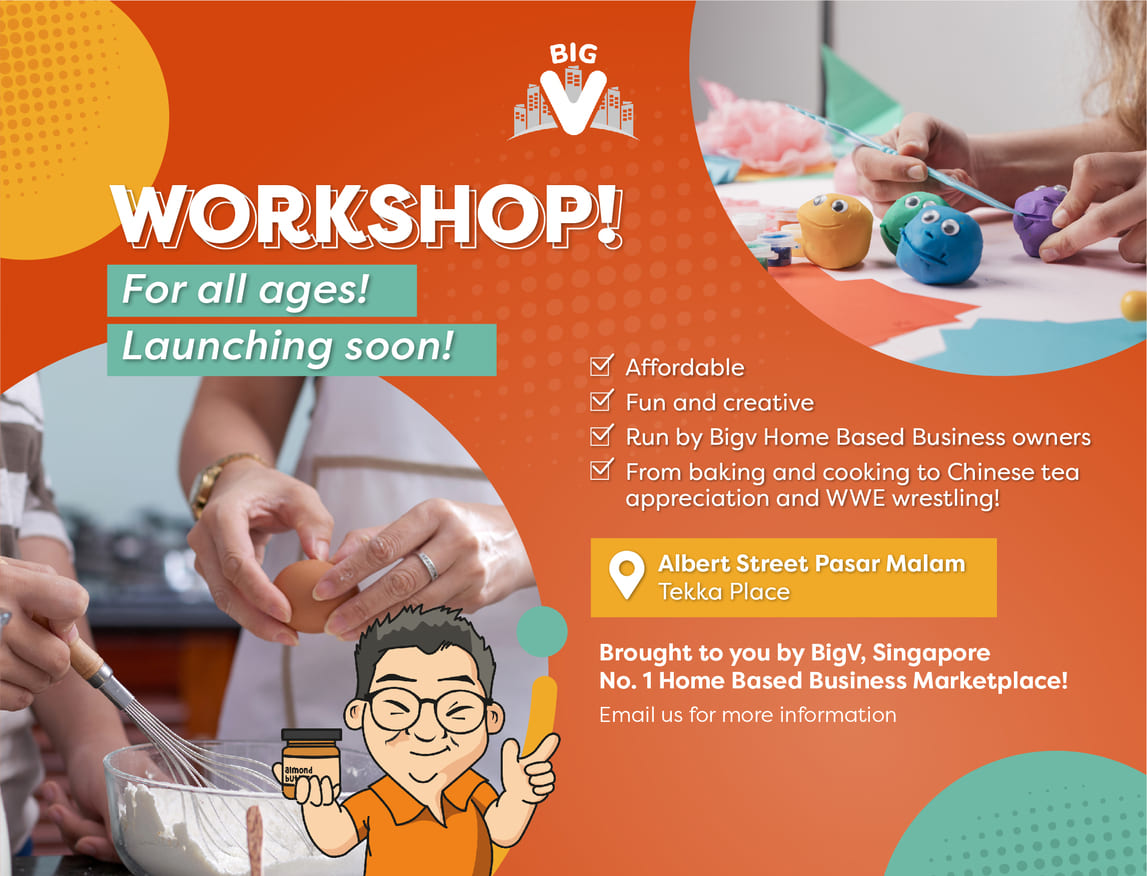 BIG
V
WORKSHOP!
For all ages!
Launching soon!
Affordable
Fun and creative
Run by Bigv Home Based Business owners
From baking and cooking to Chinese tea
appreciation and WWE wrestling!
Albert Street Pasar Malam
Tekka Place
Brought to you by BigV, Singapore
No. 1 Home Based Business Marketplace!
Email us for more information
almond